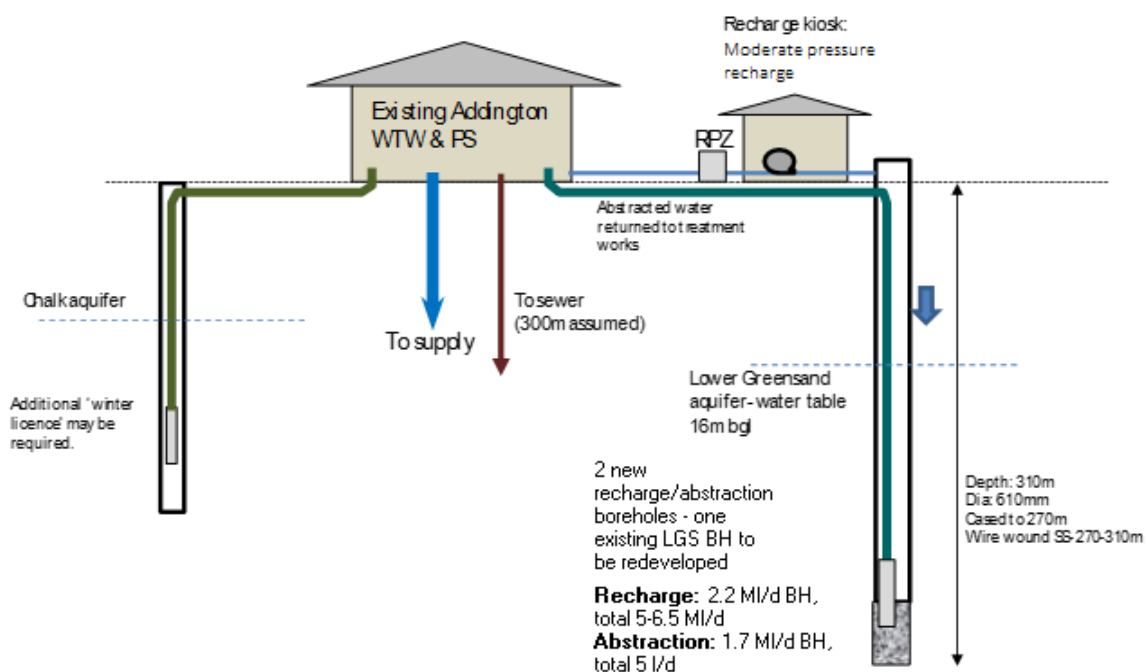 Recharge kiosk:
Moderate pressure
recharge
Existing Addington
WTW & PS
RPZ
Abstracted water
returned to treatment
works
Chalk aquifer
To sewer
(300m assumed)
To supply
Lower Greensand
aquifer-water table
16m bgl
Additional 'winter
licence' may be
required.
2 new
recharge/abstraction
boreholes - one
existing LGS BH to
be redeveloped
Recharge: 2.2 Ml/d BH,
total 5-6.5 Ml/d
Abstraction: 1.7 Ml/d BH,
total 5 l/d
Depth: 310m
Dia: 610mm
Cased to 270m
Wire wound SS-270-310m